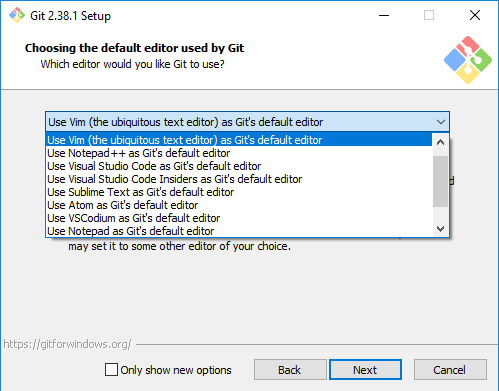 Git 2.38.1 Setup
Choosing the default editor used by Git
Which editor would you like Git to use?
Use Vim (the ubiquitous text editor) as Git's default editor
Use Vim (the ubiquitous text editor) as Git's default editor
Use Notepad++ as Git's default editor
Use Visual Studio Code as Git's default editor
Use Visual Studio Code Insiders as Git's default editor
Use Sublime Text as Git's default editor
Use Atom as Git's default editor
Use VSCodium as Git's default editor
Use Notepad as Git's default editor
may set it to some other editor of your choice.
https://gitforwindows.org/
Only show new options
Back
Next
Cancel